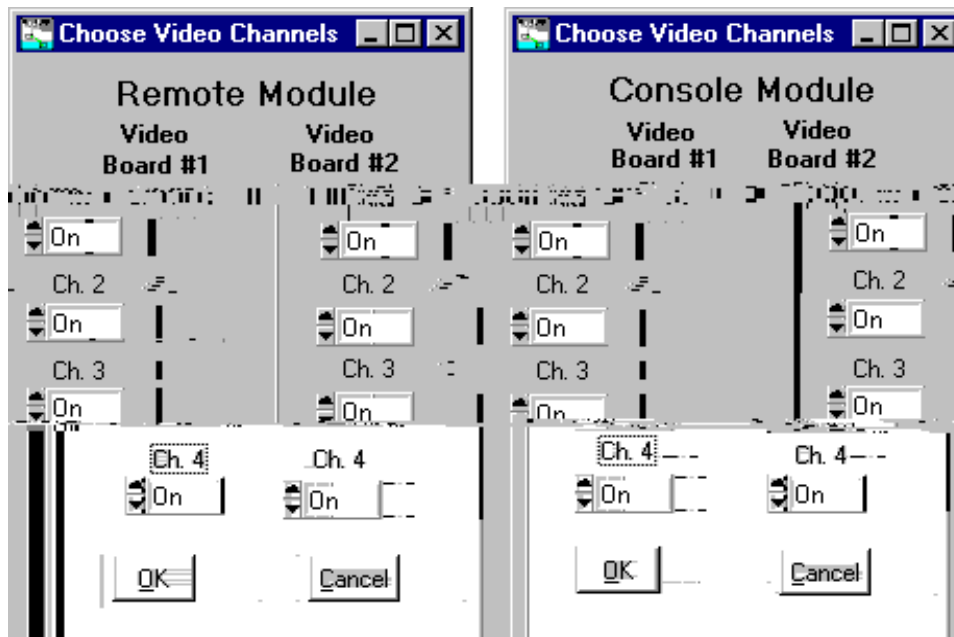 Choose Video Channels
Remote Module
Video Video
Board #1 Board #2
On On
Ch. 2 Ch. 2
On On
Ch. 3 Ch. 3
On On
Ch. 4 Ch. 4
On On
OK Cancel
Choose Video Channels
Console Module
Video Video
Board #1 Board #2
On On
Ch. 2 Ch. 2
On On
Ch. 3 Ch. 3
On On
Ch. 4 Ch. 4
On On
OK Cancel